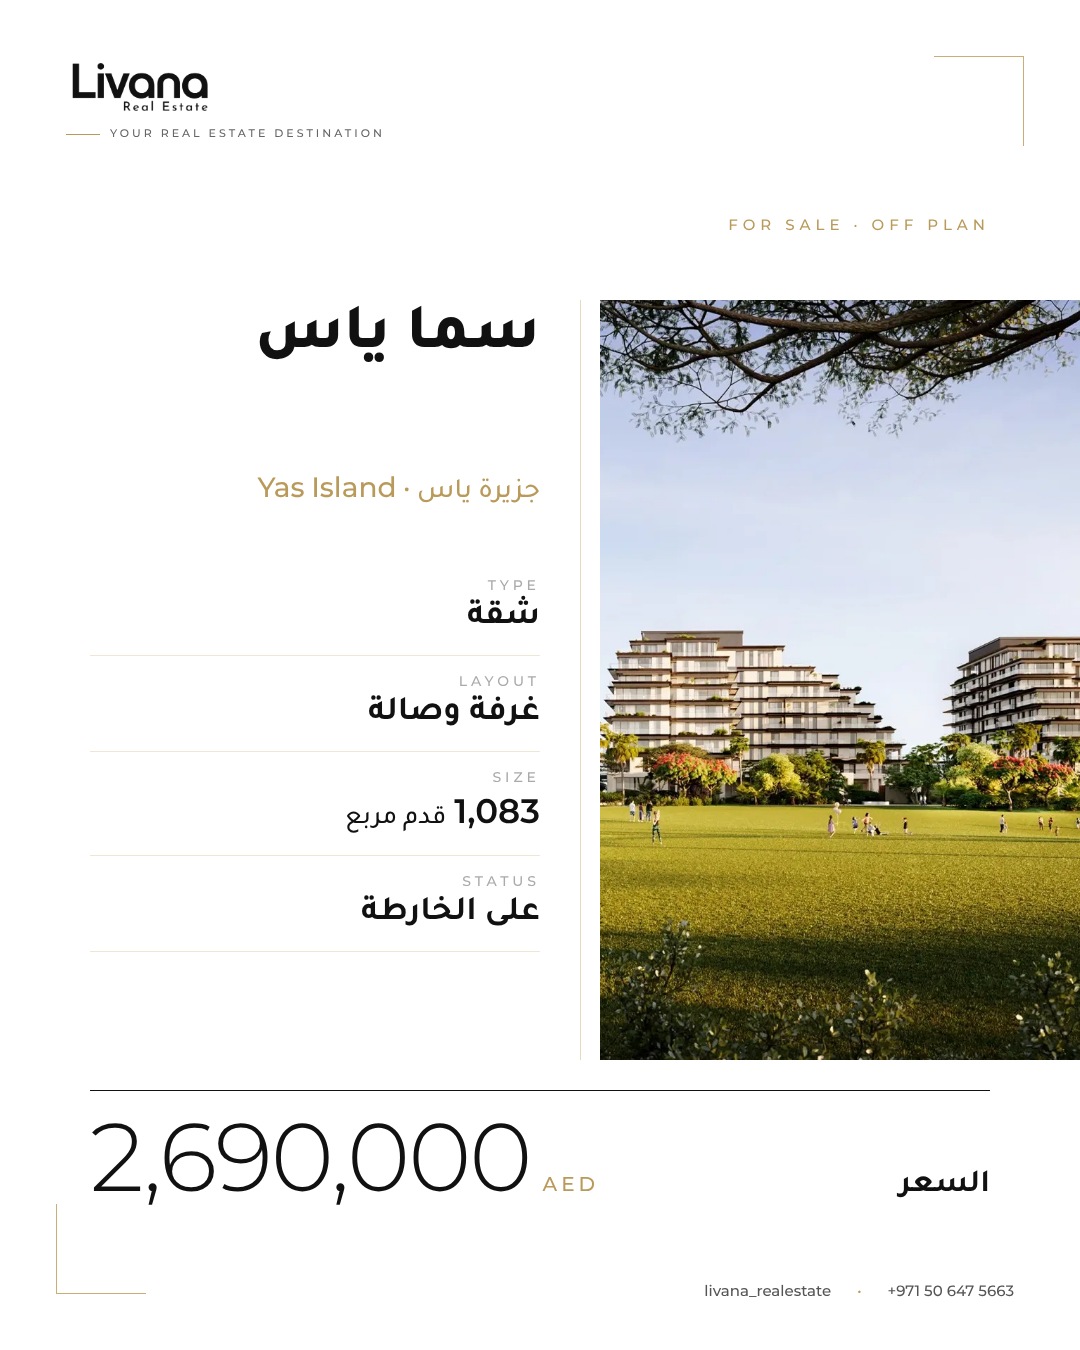 Livana
Real Estate
YOUR REAL ESTATE DESTINATION
FOR SALE · OFF PLAN
سما ياس
جزيرة ياس · Yas Island
TYPE
شقة
LAYOUT
غرفة وصالة
SIZE
1,083 قدم مربع
STATUS
على الخارطة
السعر
2,690,000 AED
livana_realestate · +971 50 647 5663